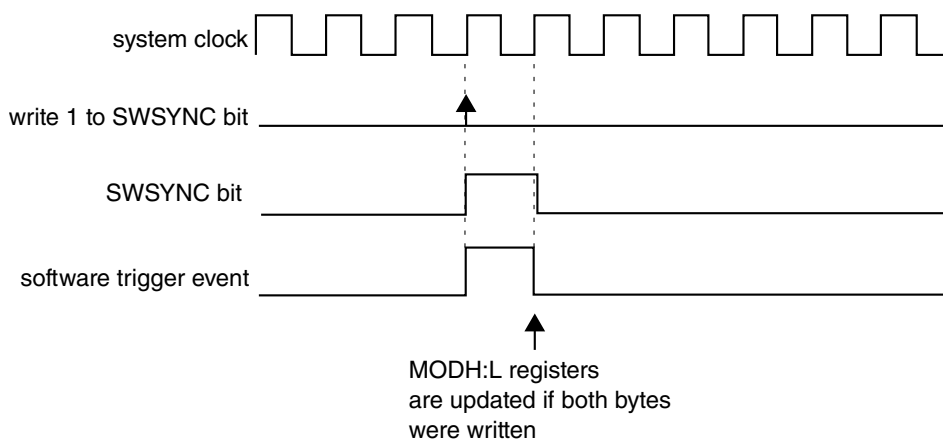 system clock
write 1 to SWSYNC bit
SWSYNC bit
software trigger event
MODH:L registers
are updated if both bytes
were written